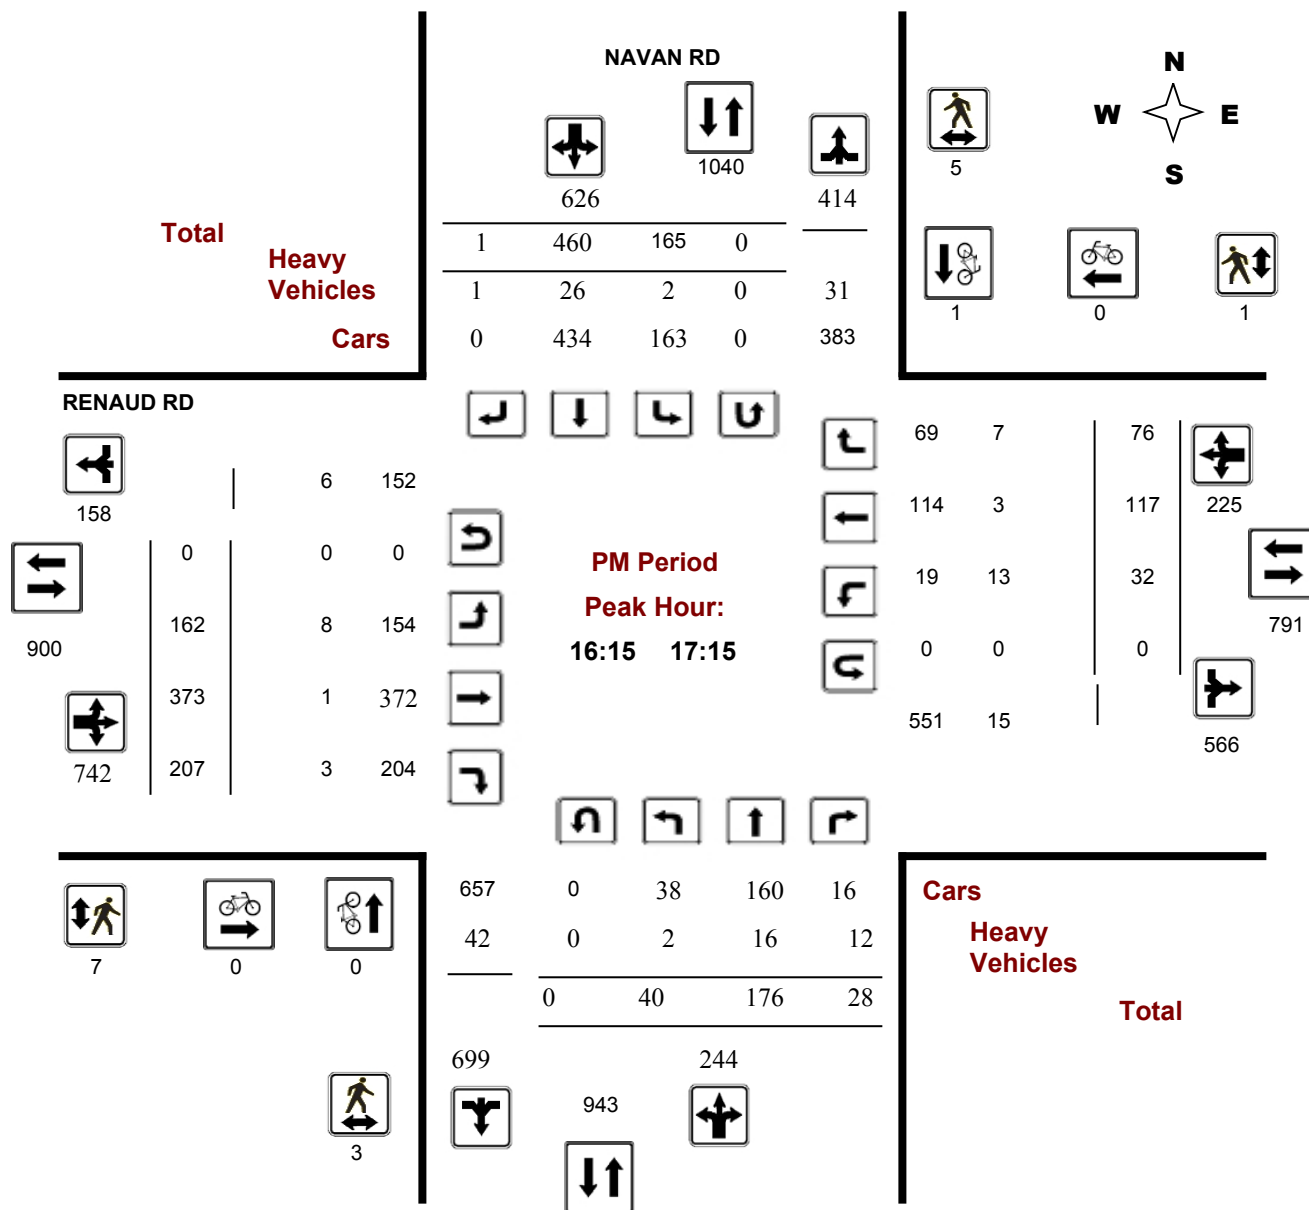 NAVAN RD
N
W E
S
1040
5
626
414
Total
1 460 165 0
Heavy
Vehicles
1 26 2 0 31
1 0 1
Cars
0 434 163 0 383
RENAUD RD
69 7 76
6 152
158
114 3 117 225
0 0 0
PM Period
19 13 32
Peak Hour:
162 8 154
791
900
16:15 17:15
0 0 0
373 1 372
551 15
566
742 207 3 204
657 0 38 160 16
Cars
42 0 2 16 12
Heavy
Vehicles
7 0 0
0 40 176 28
Total
699 244
943
3